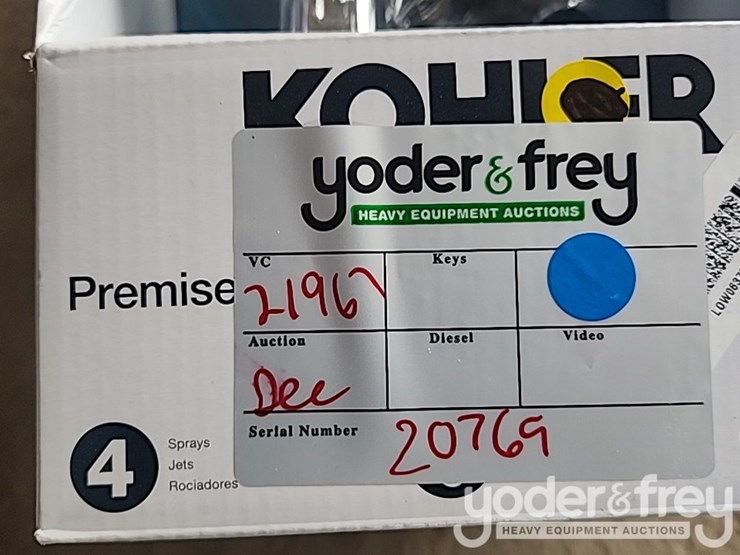 KOHLER
yoder & frey
HEAVY EQUIPMENT AUCTIONS
VC Keys
Premise 21967
Auction Diesel Video
Dec
Serial Number 20769
4 Sprays
Jets
Rociadores
yoder & frey
HEAVY EQUIPMENT AUCTIONS